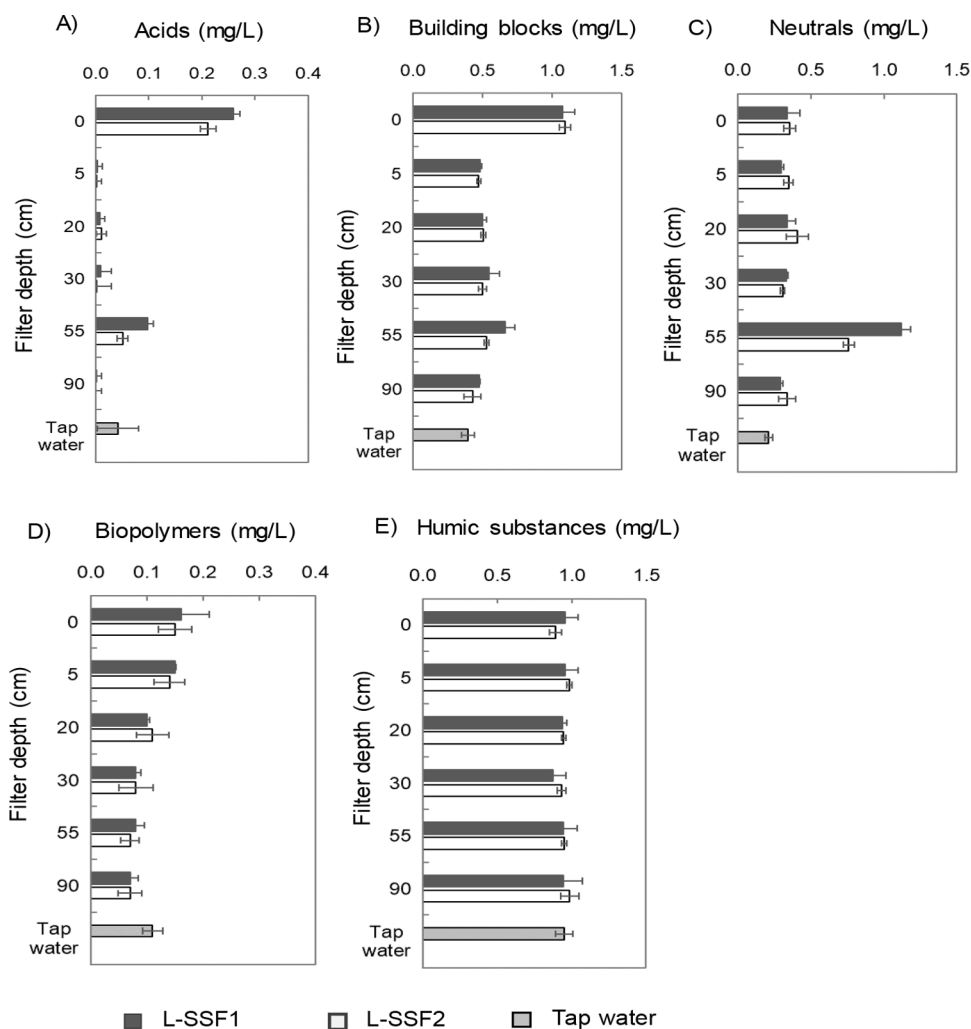 A) Acids (mg/L)
0.0 0.1 0.2 0.3 0.4
Filter depth (cm)
0
5
20
30
55
90
Tap
water
B) Building blocks (mg/L)
0.0 0.5 1.0 1.5
Filter depth (cm)
0
5
20
30
55
90
Tap
water
C) Neutrals (mg/L)
0.0 0.5 1.0 1.5
Filter depth (cm)
0
5
20
30
55
90
Tap
water
D) Biopolymers (mg/L)
0.0 0.1 0.2 0.3 0.4
Filter depth (cm)
0
5
20
30
55
90
Tap
water
E) Humic substances (mg/L)
0.0 0.5 1.0 1.5
Filter depth (cm)
0
5
20
30
55
90
Tap
water
L-SSF1 L-SSF2 Tap water